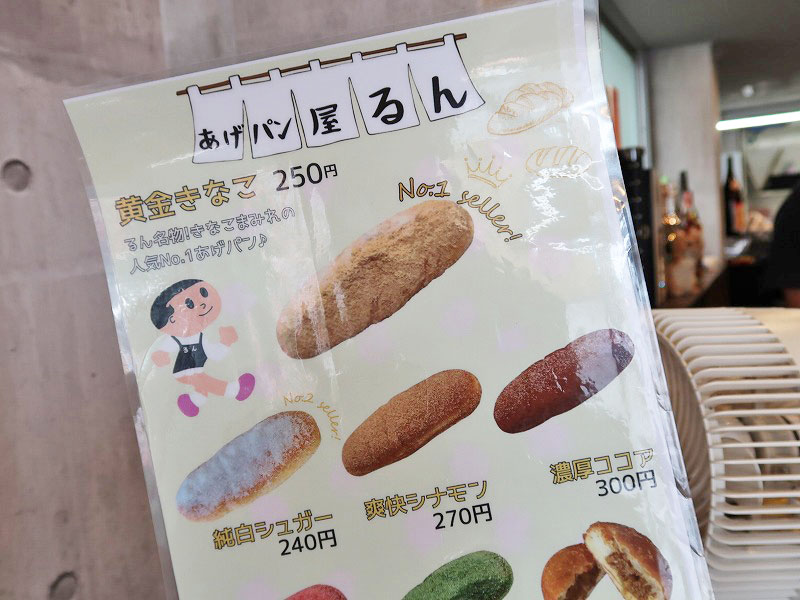 あげパン屋るん
黄金きなこ 250円
るん名物!きなこまみれの
人気No.1あげパン♪
No.1 seller!
るん
No.2 seller!
純白シュガー
240円
爽快シナモン
270円
濃厚ココア
300円